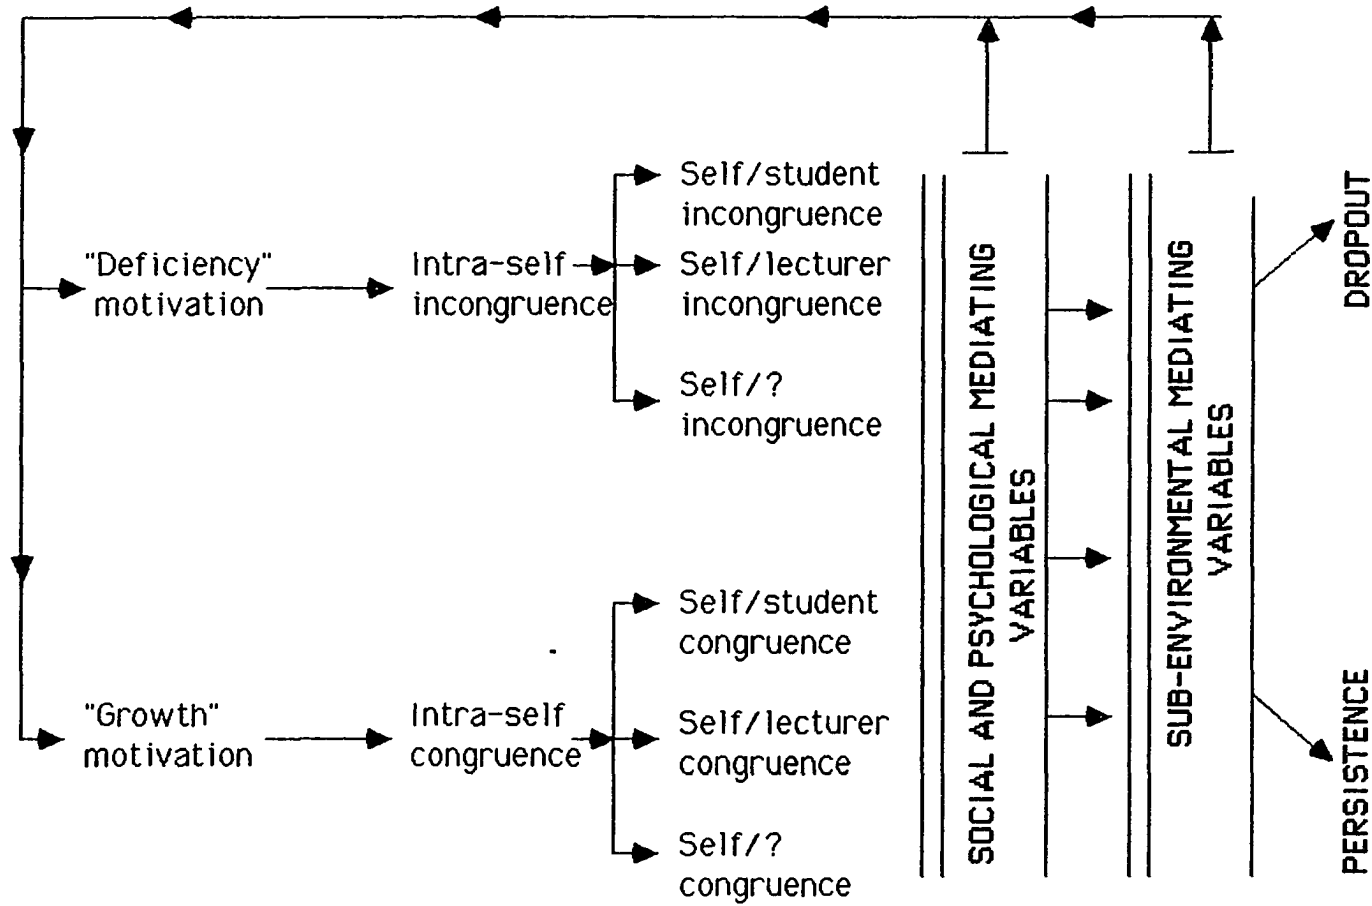 "Deficiency"
motivation
Intra-self
incongruence
Self/student
incongruence
Self/lecturer
incongruence
Self/?
incongruence
"Growth"
motivation
Intra-self
congruence
Self/student
congruence
Self/lecturer
congruence
Self/?
congruence
SOCIAL AND PSYCHOLOGICAL MEDIATING
VARIABLES
SUB-ENVIRONMENTAL MEDIATING
VARIABLES
DROPOUT
PERSISTENCE